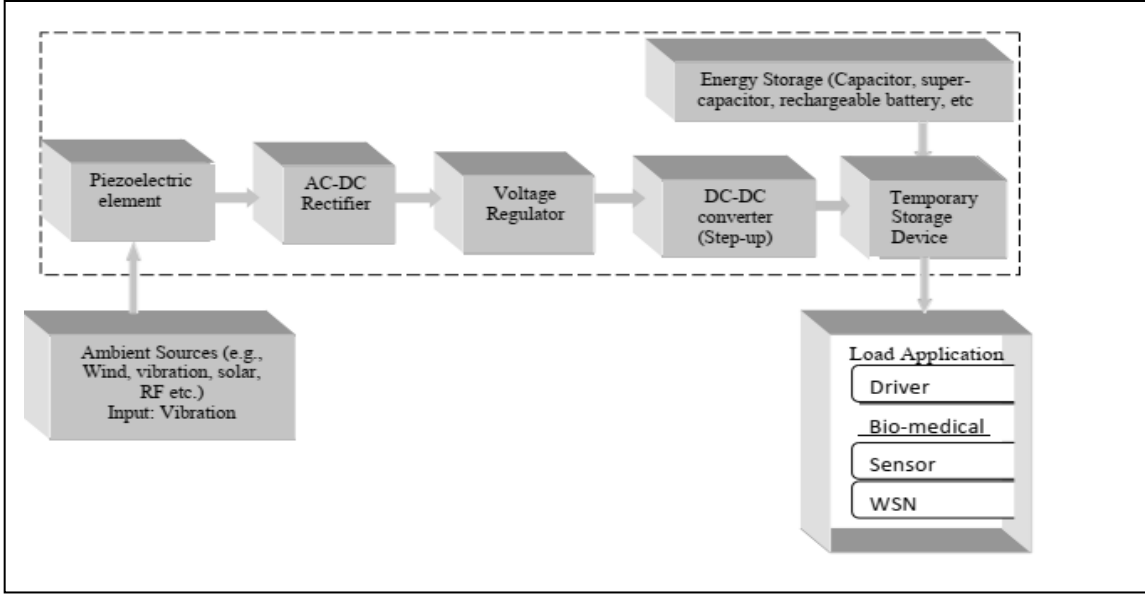 Energy Storage (Capacitor, super-
capacitor, rechargeable battery, etc
Piezoelectric
element
AC-DC
Rectifier
Voltage
Regulator
DC-DC
converter
(Step-up)
Temporary
Storage
Device
Ambient Sources (e.g.,
Wind, vibration, solar,
RF etc.)
Input: Vibration
Load Application
Driver
Bio-medical
Sensor
WSN